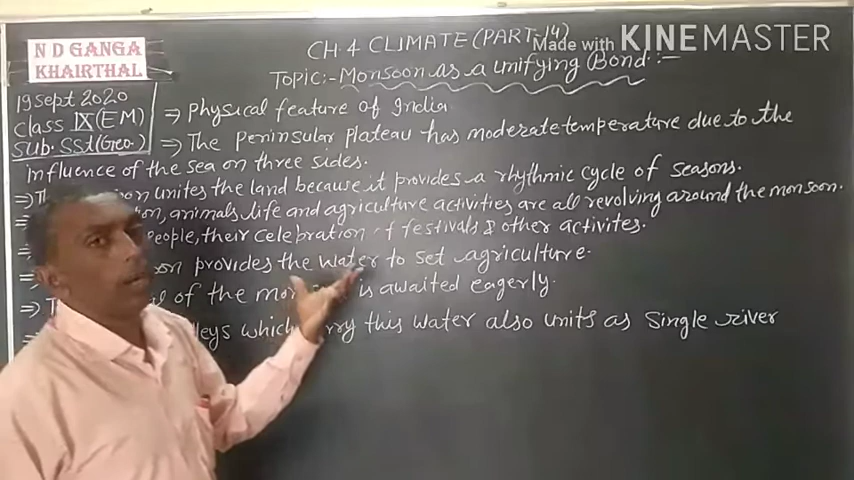 CH.4 CLIMATE (PART-14)
Made with KINEMASTER
TOPIC:- Monsoon as a unifying Bond :-
N D GANGA
KHAIRTHAL
19 Sept 2020
Class IX (EM)
Sub. SSt (Geo.)
⇒ Physical feature of India
⇒ The Perinsular plateau has moderate temperature due to the
influence of the sea on three sides.
⇒ unites the land because it provides a rhythmic cycle of seasons.
animals life and agriculture activities are all revolving around the monsoon.
People, their celebration of festivals & other activites.
⇒ provides the water to set agriculture.
⇒ of the is awaited eagerly.
⇒ which this water also units as single river